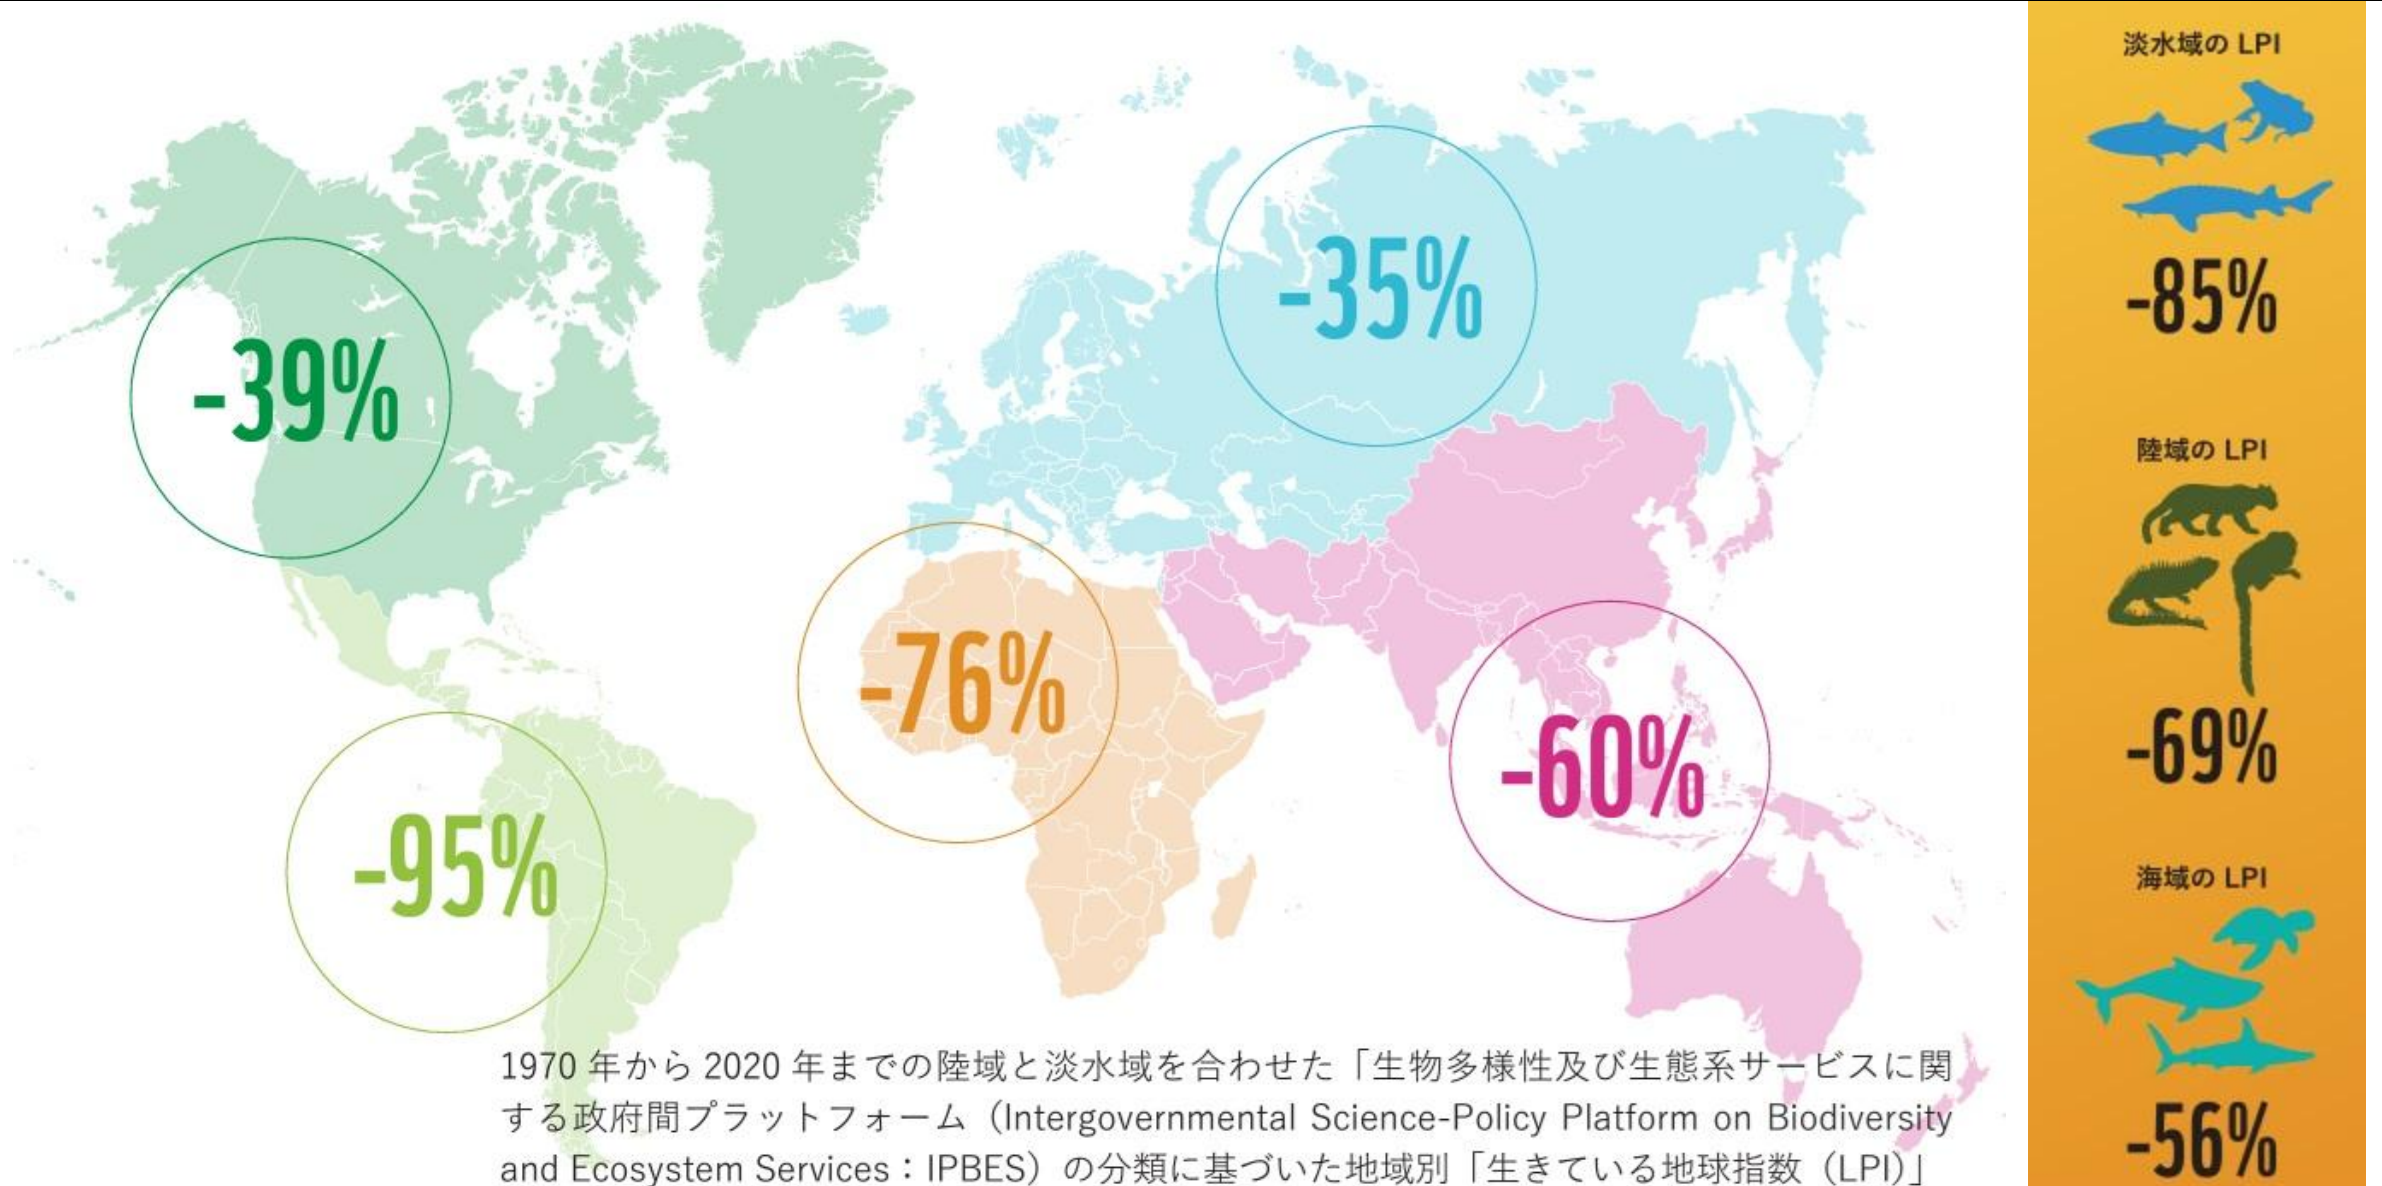 -39%
-35%
-76%
-60%
-95%
1970 年から 2020 年までの陸域と淡水域を合わせた「生物多様性及び生態系サービスに関
する政府間プラットフォーム（Intergovernmental Science-Policy Platform on Biodiversity
and Ecosystem Services：IPBES）の分類に基づいた地域別「生きている地球指数（LPI）」
淡水域の LPI
-85%
陸域の LPI
-69%
海域の LPI
-56%